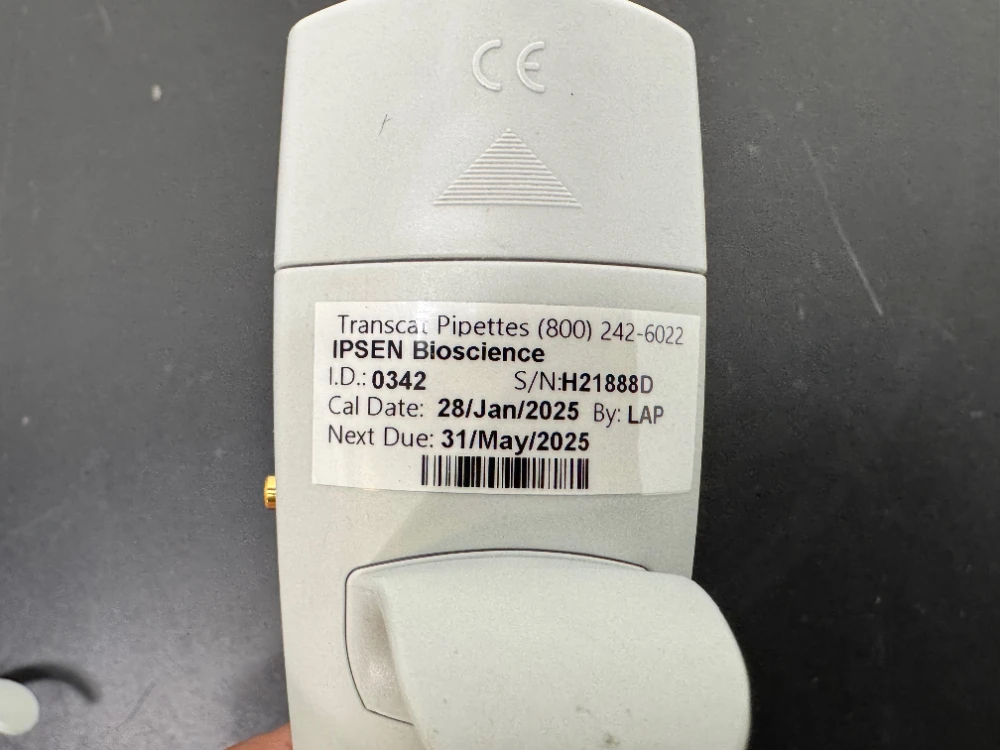 CE
Transcat Pipettes (800) 242-6022
IPSEN Bioscience
I.D.: 0342 S/N:H21888D
Cal Date: 28/Jan/2025 By: LAP
Next Due: 31/May/2025